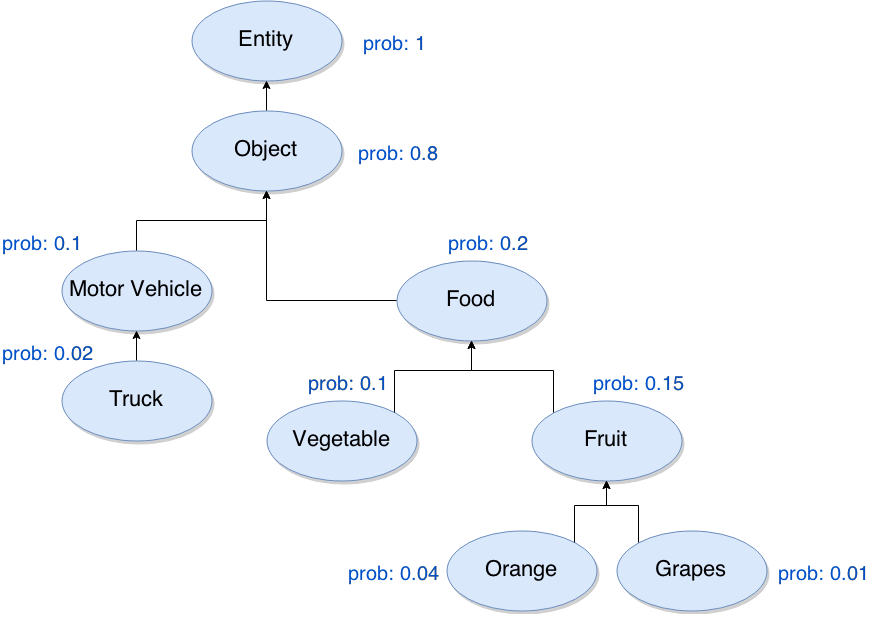 Entity
prob: 1
Object
prob: 0.8
prob: 0.1
Motor Vehicle
prob: 0.2
Food
prob: 0.02
Truck
prob: 0.1
Vegetable
prob: 0.15
Fruit
prob: 0.04
Orange
Grapes
prob: 0.01